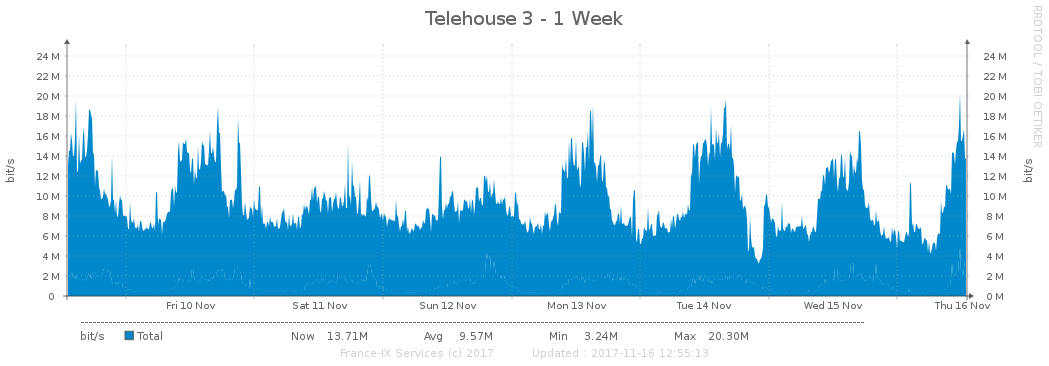 Telehouse 3 - 1 Week
RRDTOOL / TOBI OETIKER
bit/s
bit/s
24 M 24 M
22 M 22 M
20 M 20 M
18 M 18 M
16 M 16 M
14 M 14 M
12 M 12 M
10 M 10 M
8 M 8 M
6 M 6 M
4 M 4 M
2 M 2 M
0 0 M
Fri 10 Nov Sat 11 Nov Sun 12 Nov Mon 13 Nov Tue 14 Nov Wed 15 Nov Thu 16 Nov
bit/s Total Now 13.71M Avg 9.57M Min 3.24M Max 20.30M
France-IX Services (c) 2017 Updated : 2017-11-16 12:55:13